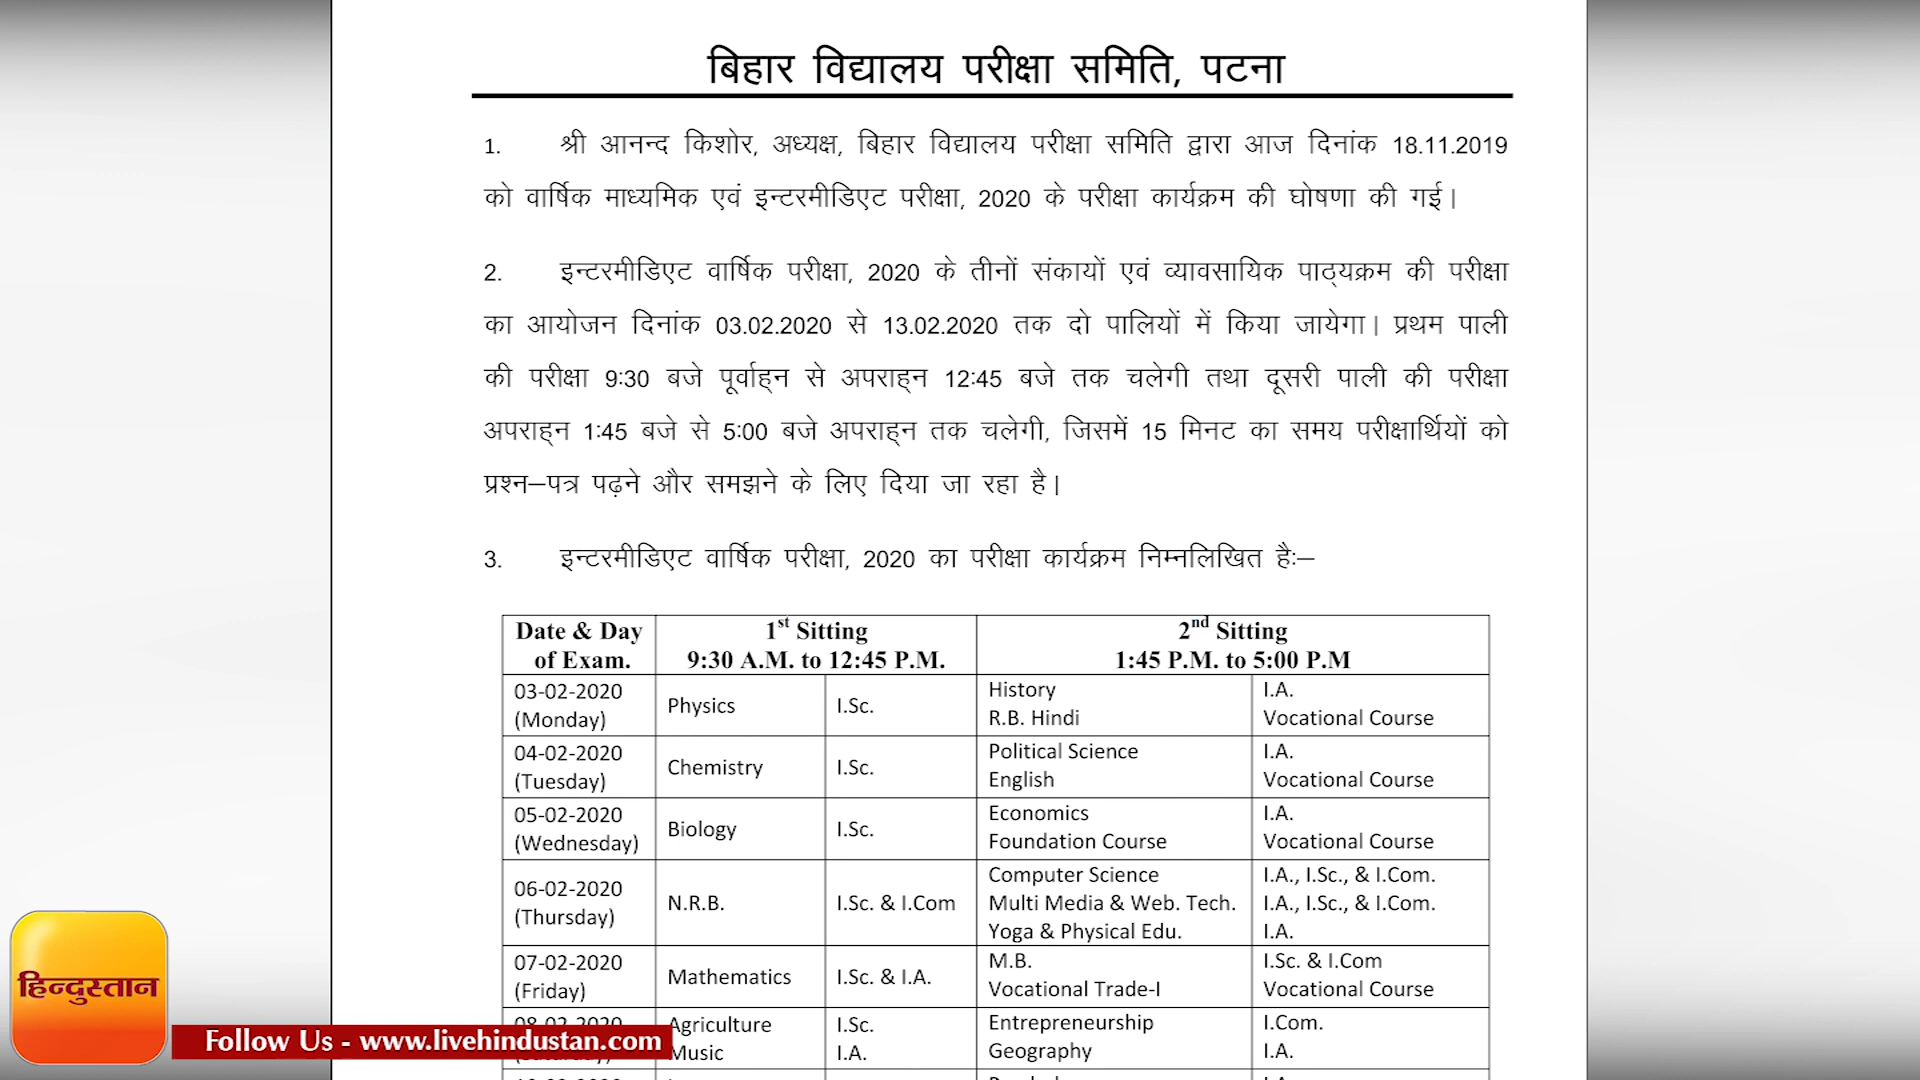 बिहार विद्यालय परीक्षा समिति, पटना
1. श्री आनन्द किशोर, अध्यक्ष, बिहार विद्यालय परीक्षा समिति द्वारा आज दिनांक 18.11.2019
को वार्षिक माध्यमिक एवं इन्टरमीडिएट परीक्षा, 2020 के परीक्षा कार्यक्रम की घोषणा की गई।
2. इन्टरमीडिएट वार्षिक परीक्षा, 2020 के तीनों संकायों एवं व्यावसायिक पाठ्यक्रम की परीक्षा
का आयोजन दिनांक 03.02.2020 से 13.02.2020 तक दो पालियों में किया जायेगा। प्रथम पाली
की परीक्षा 9:30 बजे पूर्वाह्न से अपराह्न 12:45 बजे तक चलेगी तथा दूसरी पाली की परीक्षा
अपराह्न 1:45 बजे से 5:00 बजे अपराह्न तक चलेगी, जिसमें 15 मिनट का समय परीक्षार्थियों को
प्रश्न–पत्र पढ़ने और समझने के लिए दिया जा रहा है।
3. इन्टरमीडिएट वार्षिक परीक्षा, 2020 का परीक्षा कार्यक्रम निम्नलिखित हैः–
Date & Day 1st Sitting 2nd Sitting
of Exam. 9:30 A.M. to 12:45 P.M. 1:45 P.M. to 5:00 P.M
03-02-2020 Physics I.Sc. History I.A.
(Monday) R.B. Hindi Vocational Course
04-02-2020 Chemistry I.Sc. Political Science I.A.
(Tuesday) English Vocational Course
05-02-2020 Biology I.Sc. Economics I.A.
(Wednesday) Foundation Course Vocational Course
06-02-2020 N.R.B. I.Sc. & I.Com Computer Science I.A., I.Sc., & I.Com.
(Thursday) Multi Media & Web. Tech. I.A., I.Sc., & I.Com.
Yoga & Physical Edu. I.A.
07-02-2020 Mathematics I.Sc. & I.A. M.B. I.Sc. & I.Com
(Friday) Vocational Trade-I Vocational Course
08-02-2020 Agriculture I.Sc. Entrepreneurship I.Com.
Music I.A. Geography I.A.
हिन्दुस्तान
Follow Us - www.livehindustan.com